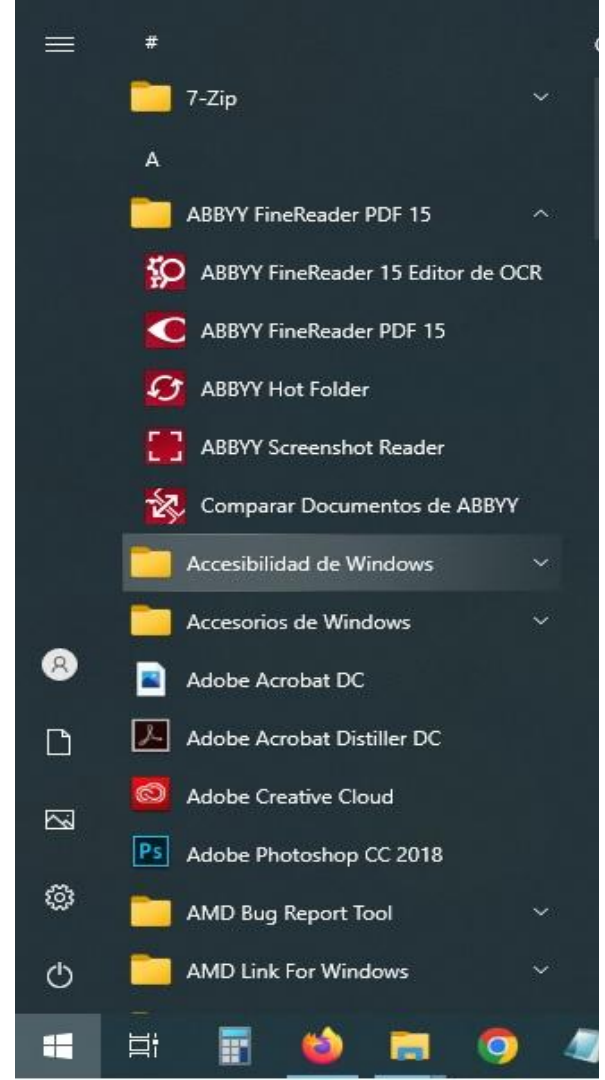 #
7-Zip
A
ABBYY FineReader PDF 15
ABBYY FineReader 15 Editor de OCR
ABBYY FineReader PDF 15
ABBYY Hot Folder
ABBYY Screenshot Reader
Comparar Documentos de ABBYY
Accesibilidad de Windows
Accesorios de Windows
Adobe Acrobat DC
Adobe Acrobat Distiller DC
Adobe Creative Cloud
Ps Adobe Photoshop CC 2018
AMD Bug Report Tool
AMD Link For Windows